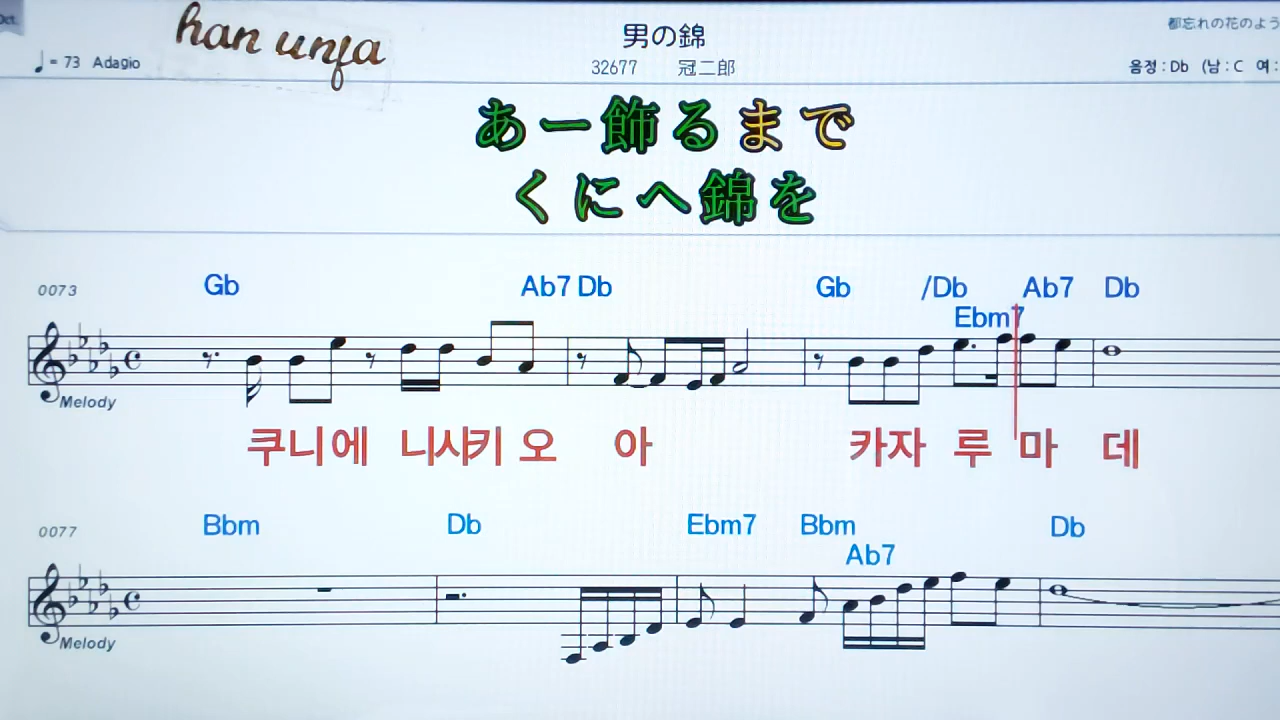 Oct.
han unja
男の錦
都忘れの花のよう
♩= 73 Adagio
32677 冠二郎
음정 : Db (남 : C 여 :
あー飾るまで
くにへ錦を
0073
Gb Ab7 Db Gb /Db Ab7 Db
Ebm7
Melody
쿠니에 니사키 오 아 카자 루 마 데
0077
Bbm Db Ebm7 Bbm Db
Ab7
Melody